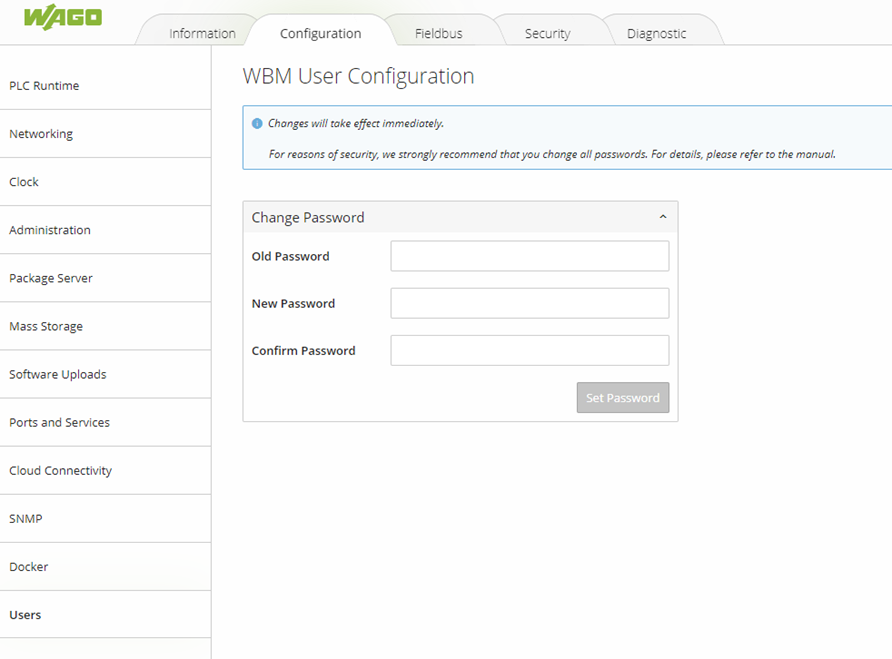 WAGO
Information
Configuration
Fieldbus
Security
Diagnostic
PLC Runtime
Networking
Clock
Administration
Package Server
Mass Storage
Software Uploads
Ports and Services
Cloud Connectivity
SNMP
Docker
Users
WBM User Configuration
Changes will take effect immediately.
For reasons of security, we strongly recommend that you change all passwords. For details, please refer to the manual.
Change Password
Old Password
New Password
Confirm Password
Set Password